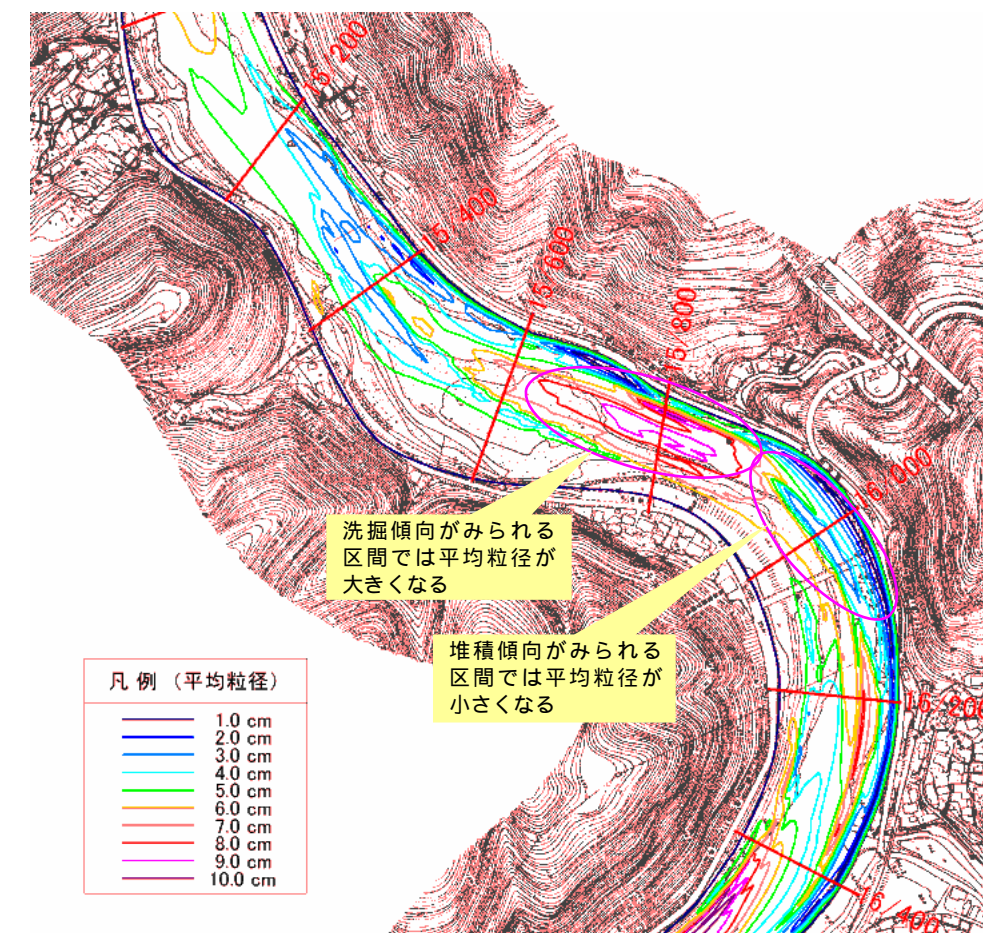 15/200
15/400
15/600
15/800
16/000
洗掘傾向がみられる
区間では平均粒径が
大きくなる
堆積傾向がみられる
区間では平均粒径が
小さくなる
16/200
16/400
凡 例 （平均粒径）
1.0 cm
2.0 cm
3.0 cm
4.0 cm
5.0 cm
6.0 cm
7.0 cm
8.0 cm
9.0 cm
10.0 cm